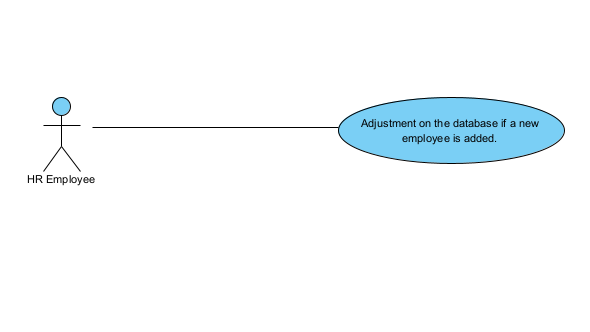 Adjustment on the database if a new
employee is added.
HR Employee